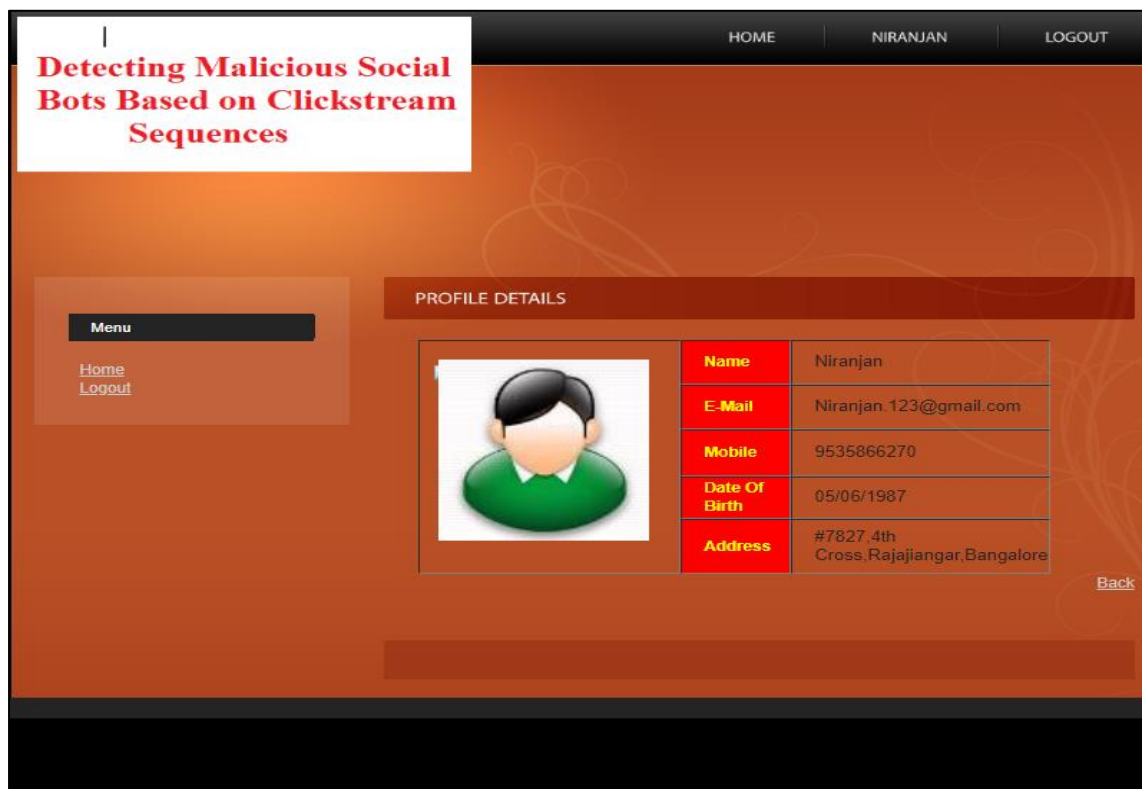 HOME NIRANJAN LOGOUT
Detecting Malicious Social
Bots Based on Clickstream
Sequences
Menu
Home
Logout
PROFILE DETAILS
Name Niranjan
E-Mail Niranjan.123@gmail.com
Mobile 9535866270
Date Of
Birth 05/06/1987
Address #7827,4th
Cross,Rajajiangar,Bangalore
Back